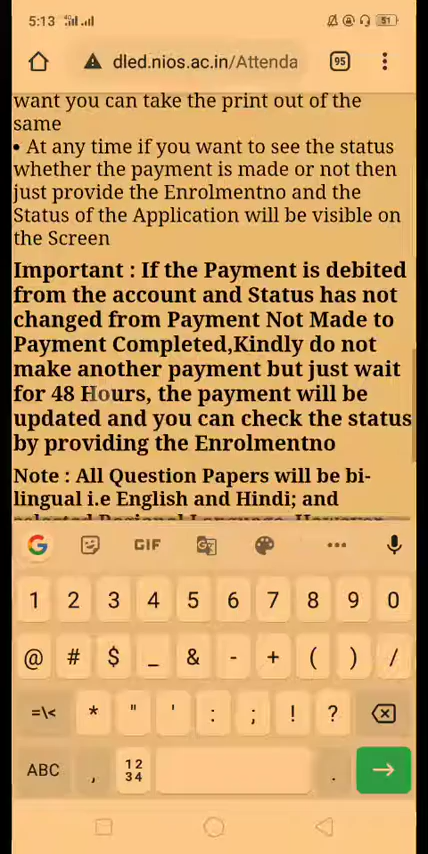 5:13
51
dled.nios.ac.in/Attenda
95
want you can take the print out of the
same
• At any time if you want to see the status
whether the payment is made or not then
just provide the Enrolmentno and the
Status of the Application will be visible on
the Screen
Important : If the Payment is debited
from the account and Status has not
changed from Payment Not Made to
Payment Completed,Kindly do not
make another payment but just wait
for 48 Hours, the payment will be
updated and you can check the status
by providing the Enrolmentno
Note : All Question Papers will be bi-
lingual i.e English and Hindi; and
selected Regional Language. However
G GIF
1 2 3 4 5 6 7 8 9 0
@ # $ _ & - + ( ) /
=\< * " ' : ; ! ?
ABC , 12 34 .